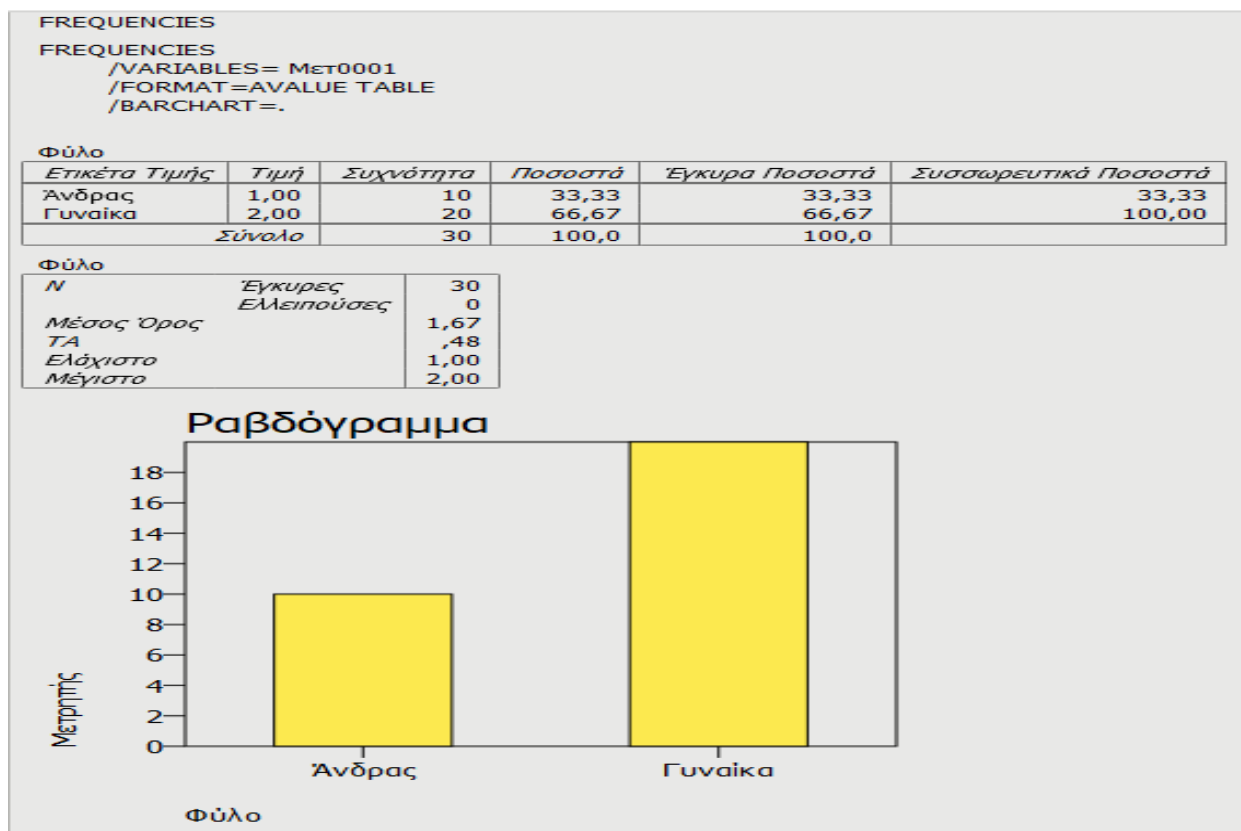 FREQUENCIES
FREQUENCIES
/VARIABLES= Μετ0001
/FORMAT=AVALUE TABLE
/BARCHART=.
Φύλο
Ετικέτα Τιμής Τιμή Συχνότητα Ποσοστά Έγκυρα Ποσοστά Συσσωρευτικά Ποσοστά
Άνδρας 1,00 10 33,33 33,33 33,33
Γυναίκα 2,00 20 66,67 66,67 100,00
Σύνολο 30 100,0 100,0
Φύλο
N Έγκυρες 30
Ελλειπούσες 0
Μέσος Όρος 1,67
ΤΑ ,48
Ελάχιστο 1,00
Μέγιστο 2,00
Ραβδόγραμμα
18
16
14
12
10
8
6
4
2
0
Μετρητής
Άνδρας Γυναίκα
Φύλο